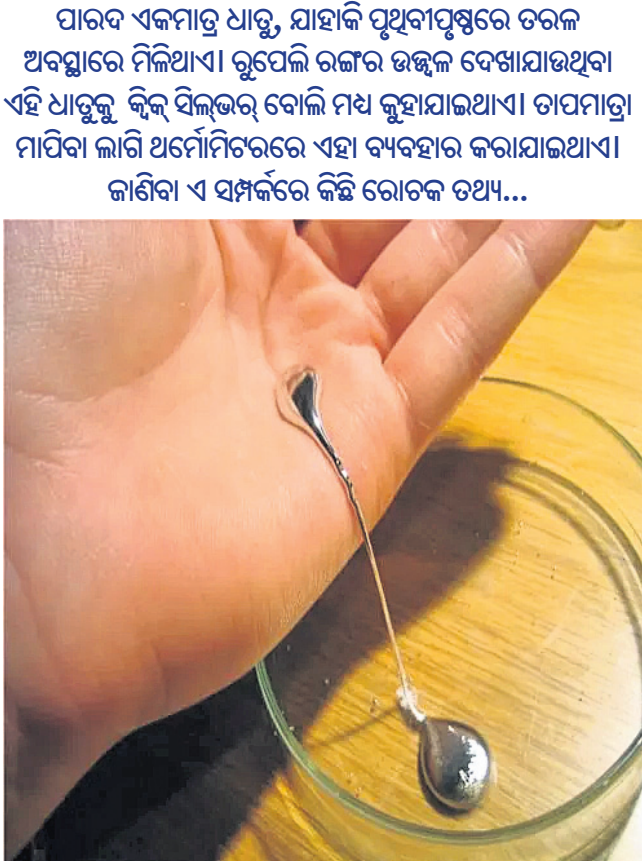 ପାରଦ ଏକମାତ୍ର ଧାତୁ, ଯାହାକି ପୃଥିବୀପୃଷ୍ଠରେ ତରଳ
ଅବସ୍ଥାରେ ମିଳିଥାଏ। ରୁପେଲି ରଙ୍ଗର ଉଜ୍ଜ୍ୱଳ ଦେଖାଯାଉଥିବା
ଏହି ଧାତୁକୁ କ୍ୱିକ୍ ସିଲ୍‌ଭର୍ ବୋଲି ମଧ୍ୟ କୁହାଯାଇଥାଏ। ତାପମାତ୍ରା
ମାପିବା ଲାଗି ଥର୍ମୋମିଟରରେ ଏହା ବ୍ୟବହାର କରାଯାଇଥାଏ।
ଜାଣିବା ଏ ସମ୍ପର୍କରେ କିଛି ରୋଚକ ତଥ୍ୟ...